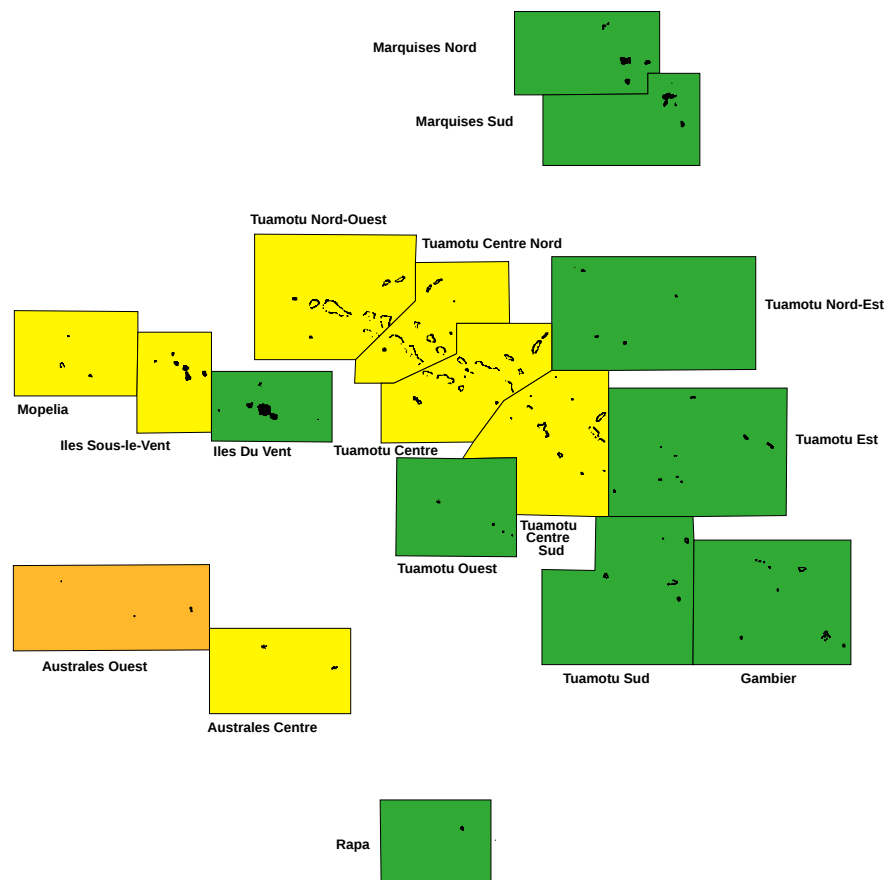 Marquises Nord
Marquises Sud
Tuamotu Nord-Ouest
Tuamotu Centre Nord
Tuamotu Nord-Est
Mopelia
Iles Sous-le-Vent
Iles Du Vent
Tuamotu Centre
Tuamotu Est
Tuamotu
Centre
Sud
Tuamotu Ouest
Australes Ouest
Tuamotu Sud
Gambier
Australes Centre
Rapa